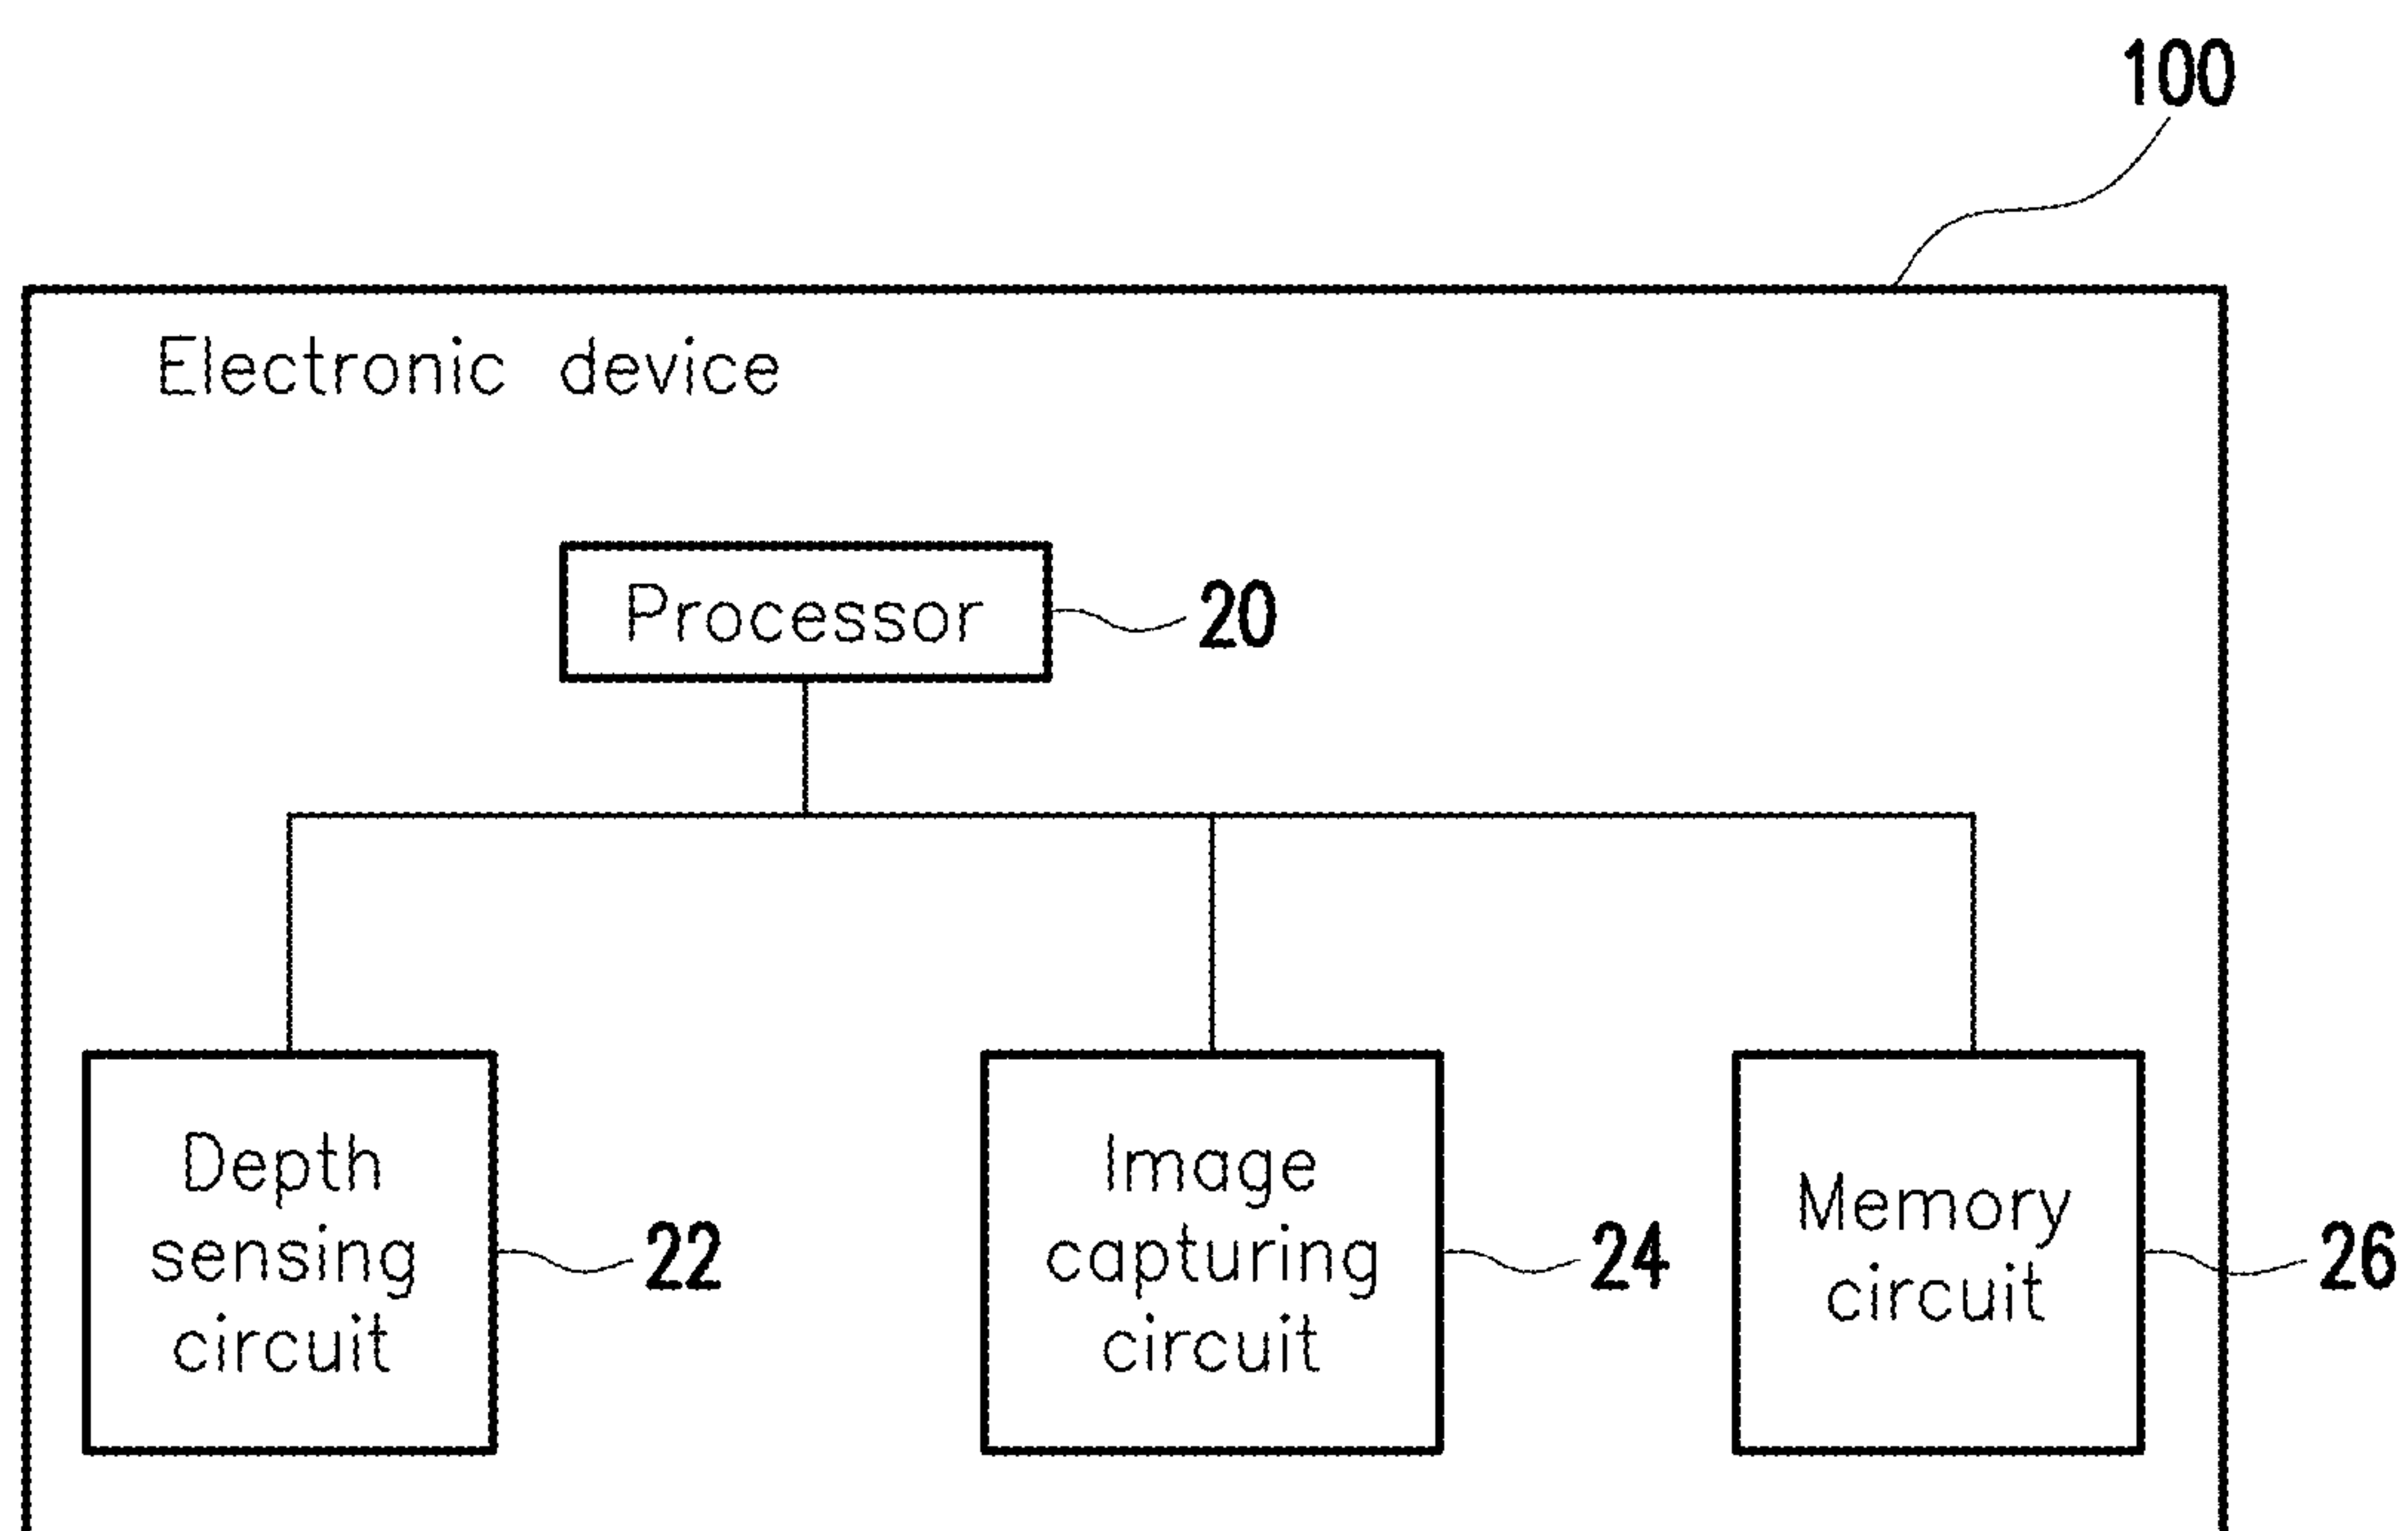 100
Electronic device
Processor
20
Depth
sensing
circuit
22
Image
capturing
circuit
24
Memory
circuit
26